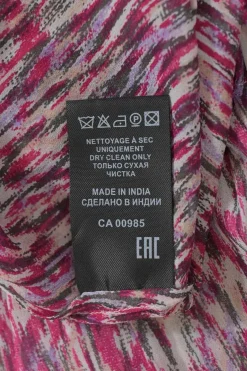 NETTOYAGE À SEC
UNIQUEMENT
DRY CLEAN ONLY
ТОЛЬКО СУХАЯ
ЧИСТКА
MADE IN INDIA
СДЕЛАНО В ИНДИИ
CA 00985
EAC